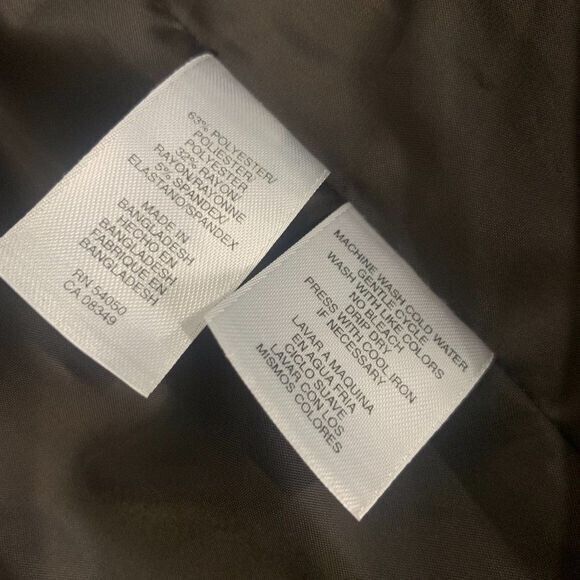 63% POLYESTER/
POLIESTER
32% RAYON/
RAYON/RAYONNE
5% SPANDEX/
ELASTANO/SPANDEX
MADE IN
BANGLADESH
HECHO EN
BANGLADESH
FABRIQUE EN
BANGLADESH
RN 54050
CA 08349
MACHINE WASH COLD WATER
GENTLE CYCLE
WASH WITH LIKE COLORS
NO BLEACH
DRIP DRY
PRESS WITH COOL IRON
IF NECESSARY
LAVAR A MAQUINA
EN AGUA FRIA
CICLO SUAVE
LAVAR CON LOS
MISMOS COLORES